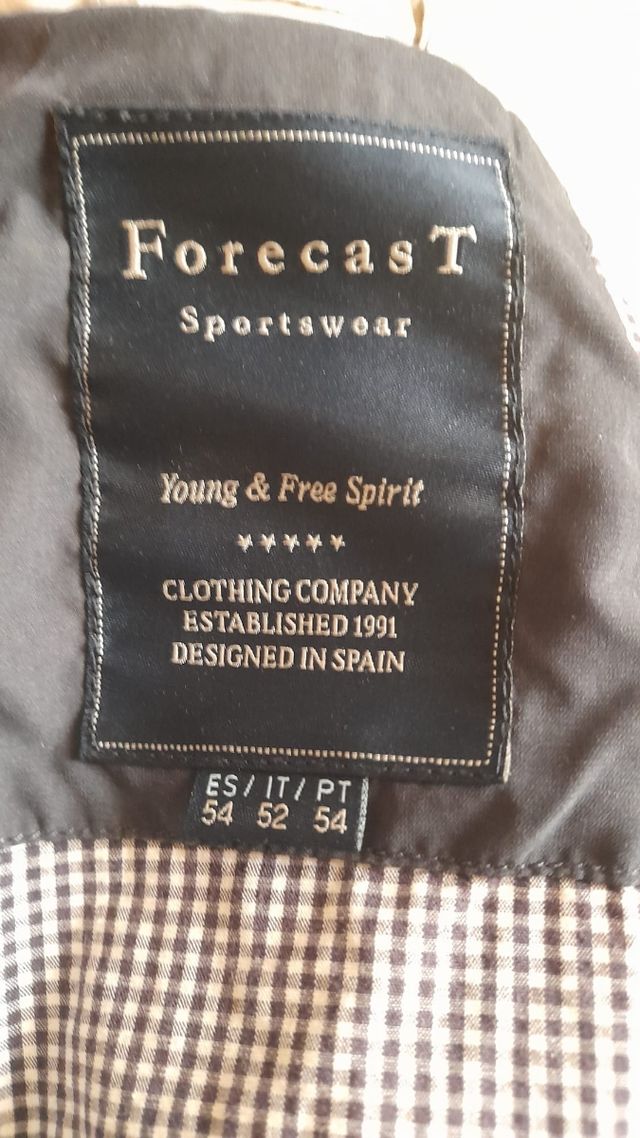 ForecasT
Sportswear
Young & Free Spirit
★★★★★
CLOTHING COMPANY
ESTABLISHED 1991
DESIGNED IN SPAIN
ES/ IT/ PT
54 52 54